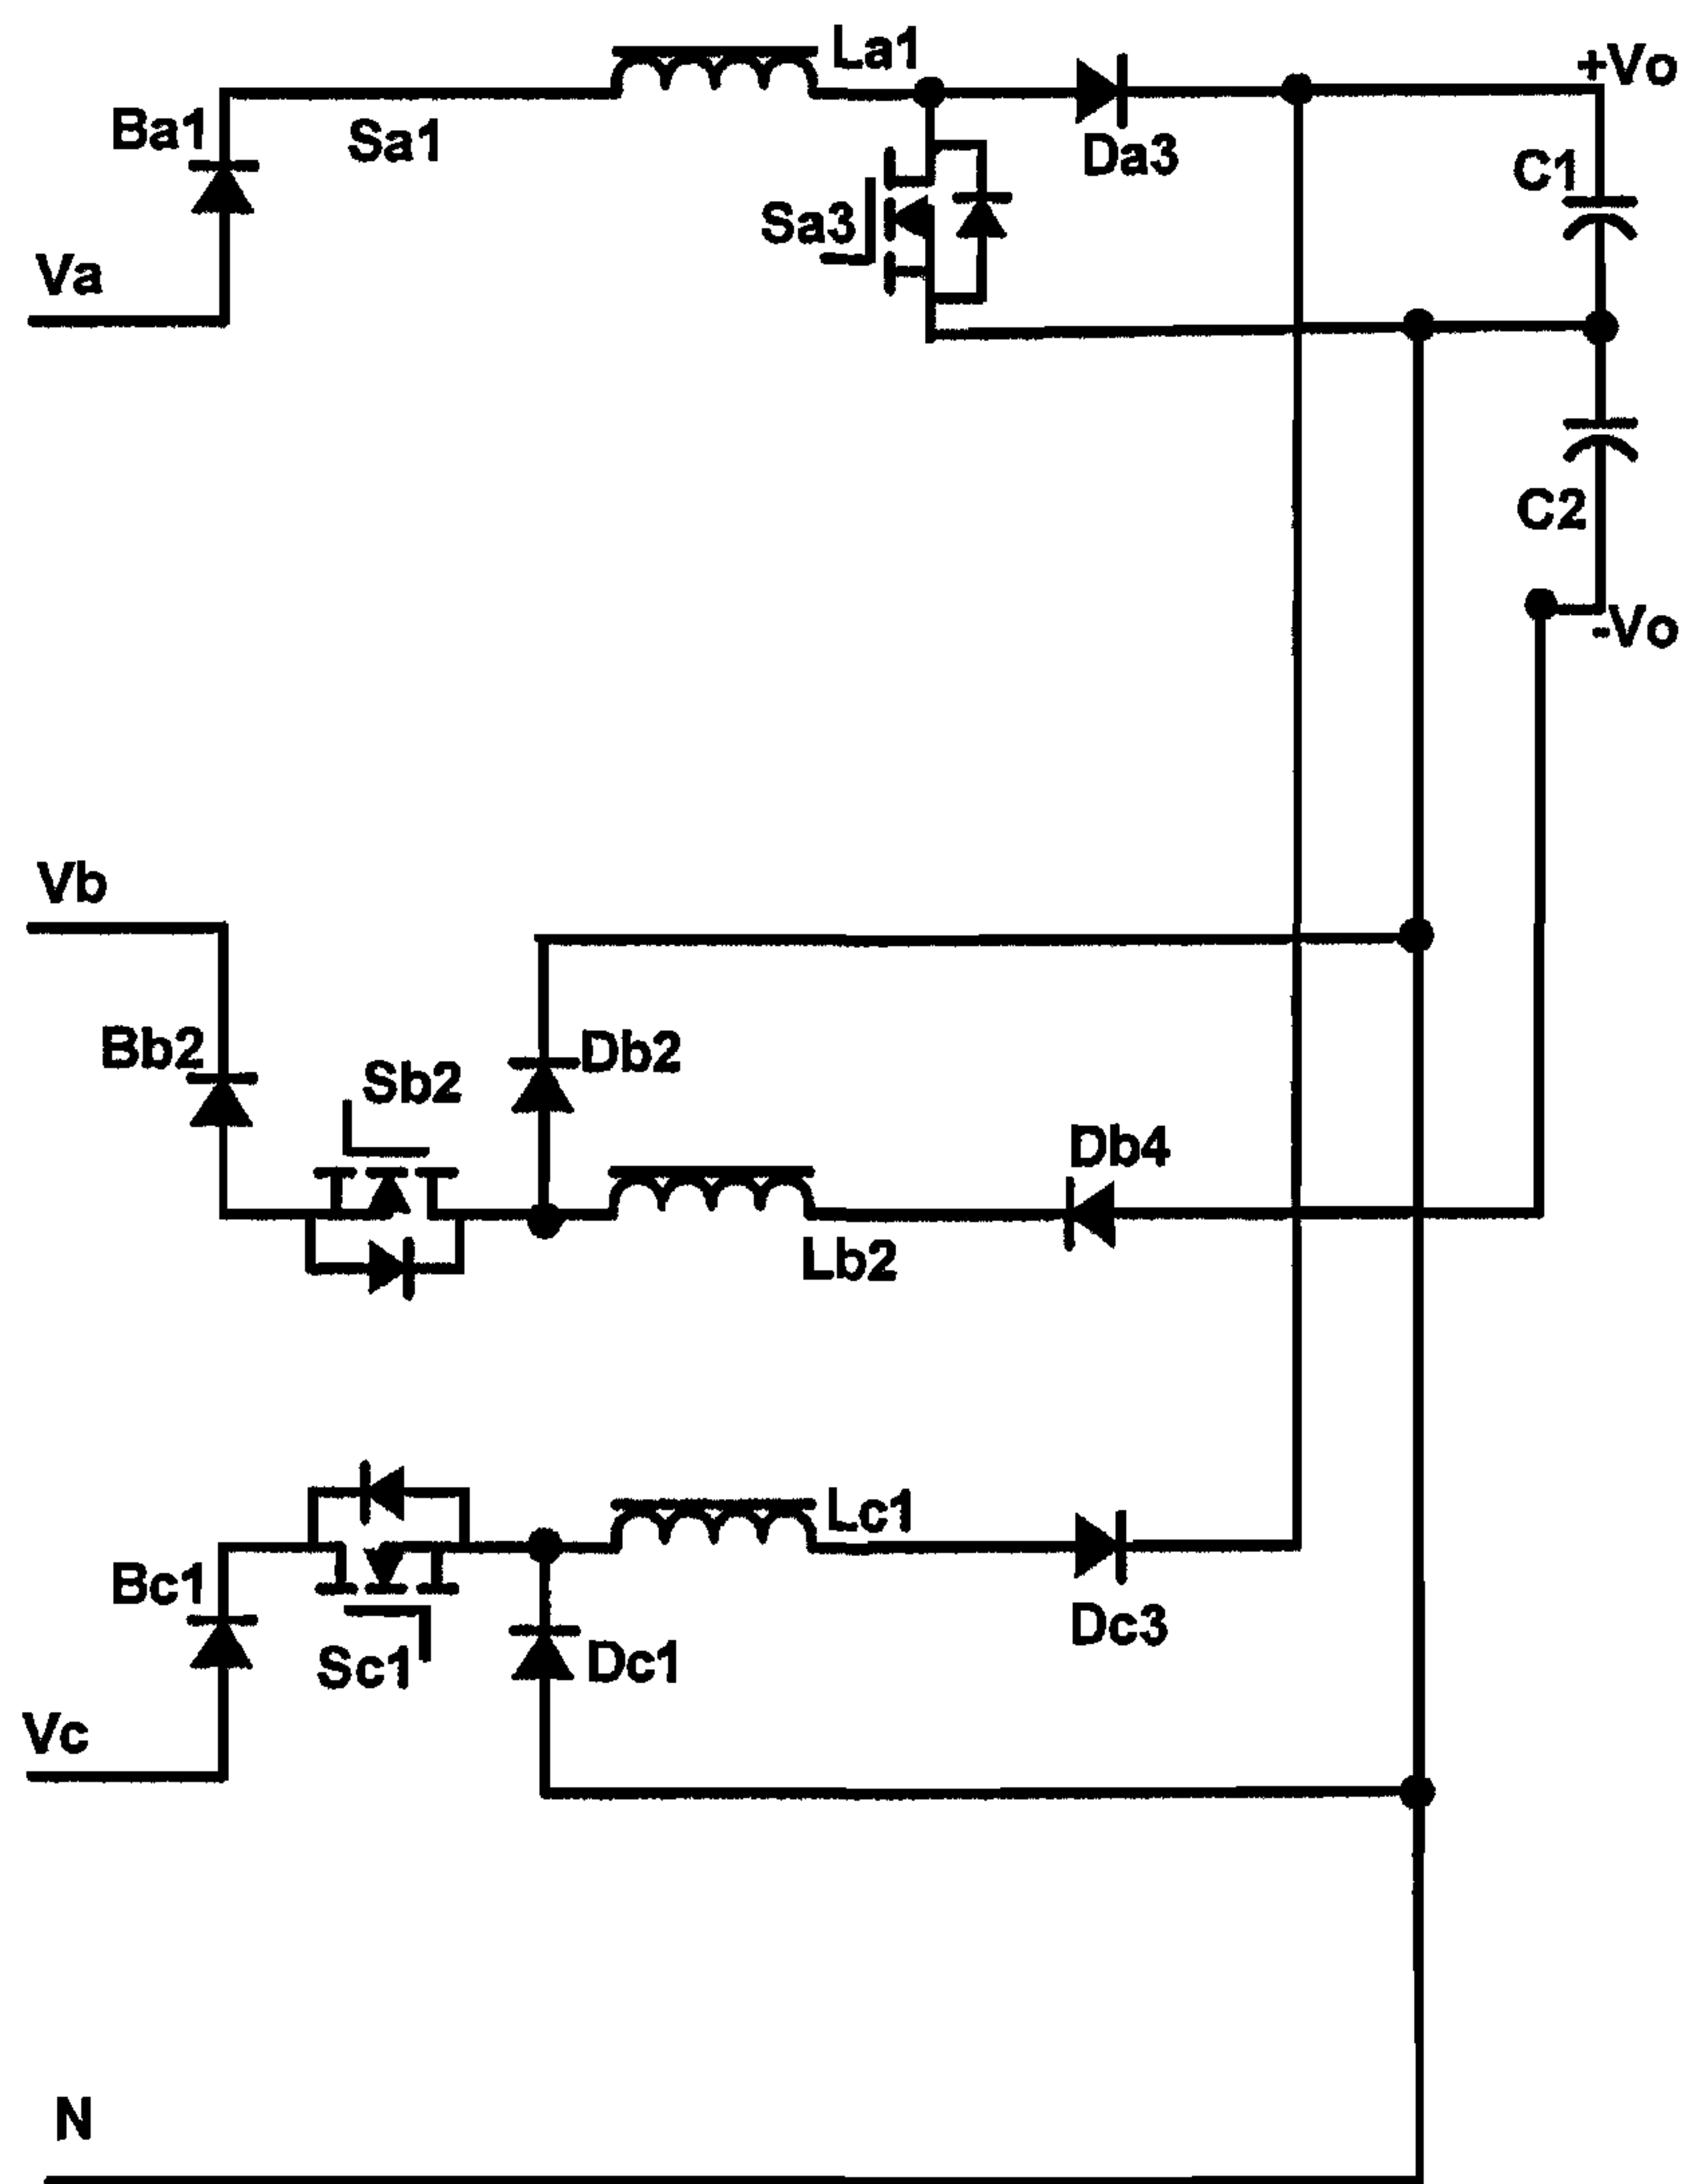 La1
+Vo
Ba1
Sa1
Da3
C1
Sa3
Va
C2
-Vo
Vb
Bb2
Sb2
Db2
Db4
Lb2
Lc1
Bc1
Sc1
Dc1
Dc3
Vc
N